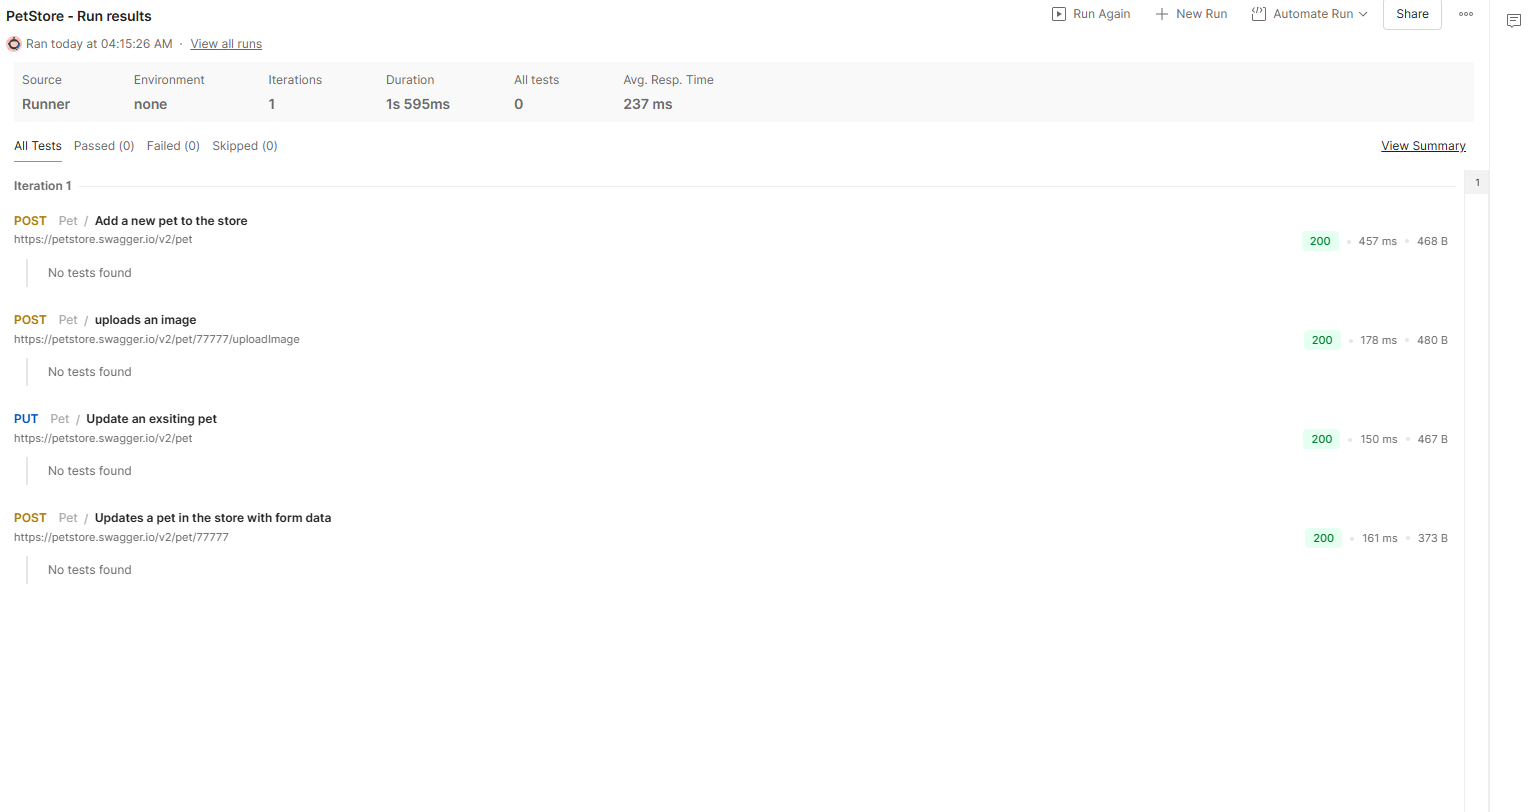 PetStore - Run results
Run Again
New Run
Automate Run
Share
Ran today at 04:15:26 AM · View all runs
Source Environment Iterations Duration All tests Avg. Resp. Time
Runner none 1 1s 595ms 0 237 ms
All Tests Passed (0) Failed (0) Skipped (0) View Summary
Iteration 1
1
POST Pet / Add a new pet to the store
https://petstore.swagger.io/v2/pet
200 457 ms 468 B
No tests found
POST Pet / uploads an image
https://petstore.swagger.io/v2/pet/77777/uploadImage
200 178 ms 480 B
No tests found
PUT Pet / Update an exsiting pet
https://petstore.swagger.io/v2/pet
200 150 ms 467 B
No tests found
POST Pet / Updates a pet in the store with form data
https://petstore.swagger.io/v2/pet/77777
200 161 ms 373 B
No tests found